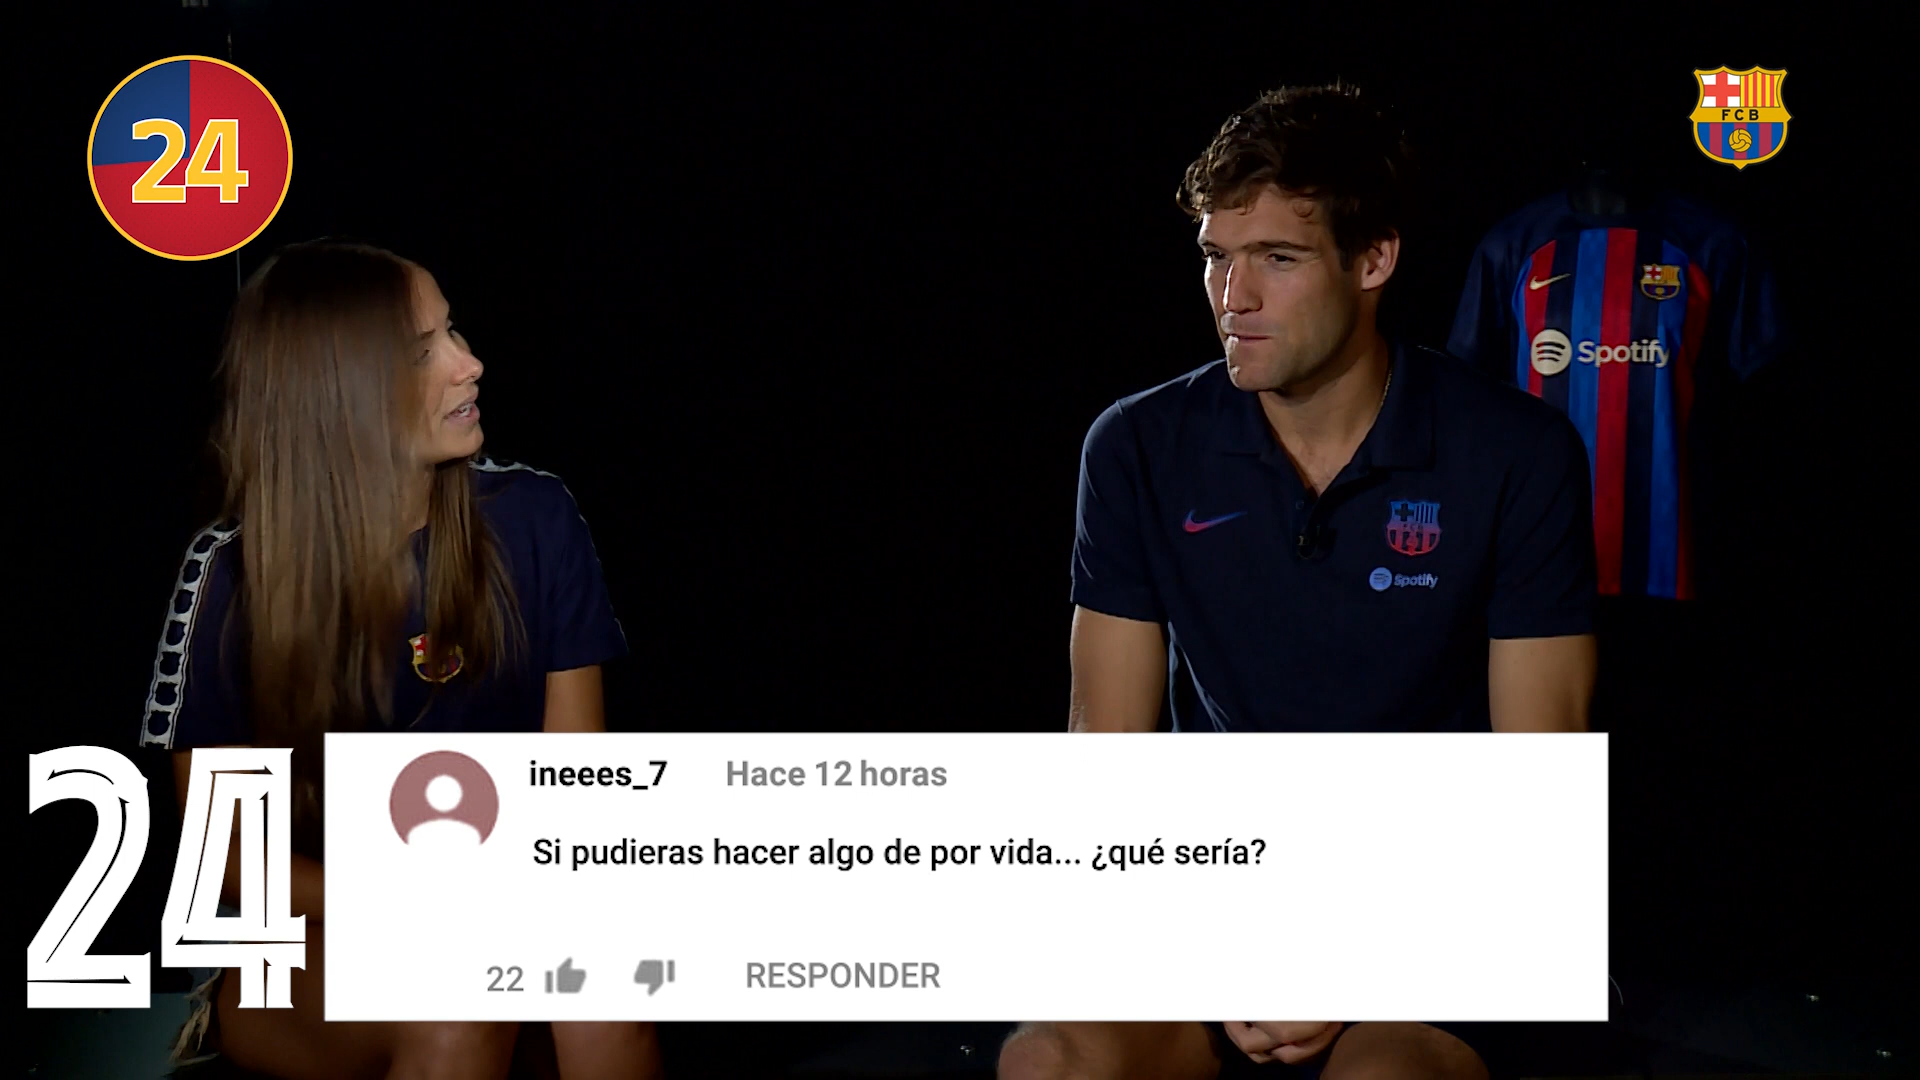 24
FCB
Spotify
Spotify
24
ineees_7 Hace 12 horas
Si pudieras hacer algo de por vida... ¿qué sería?
22 RESPONDER